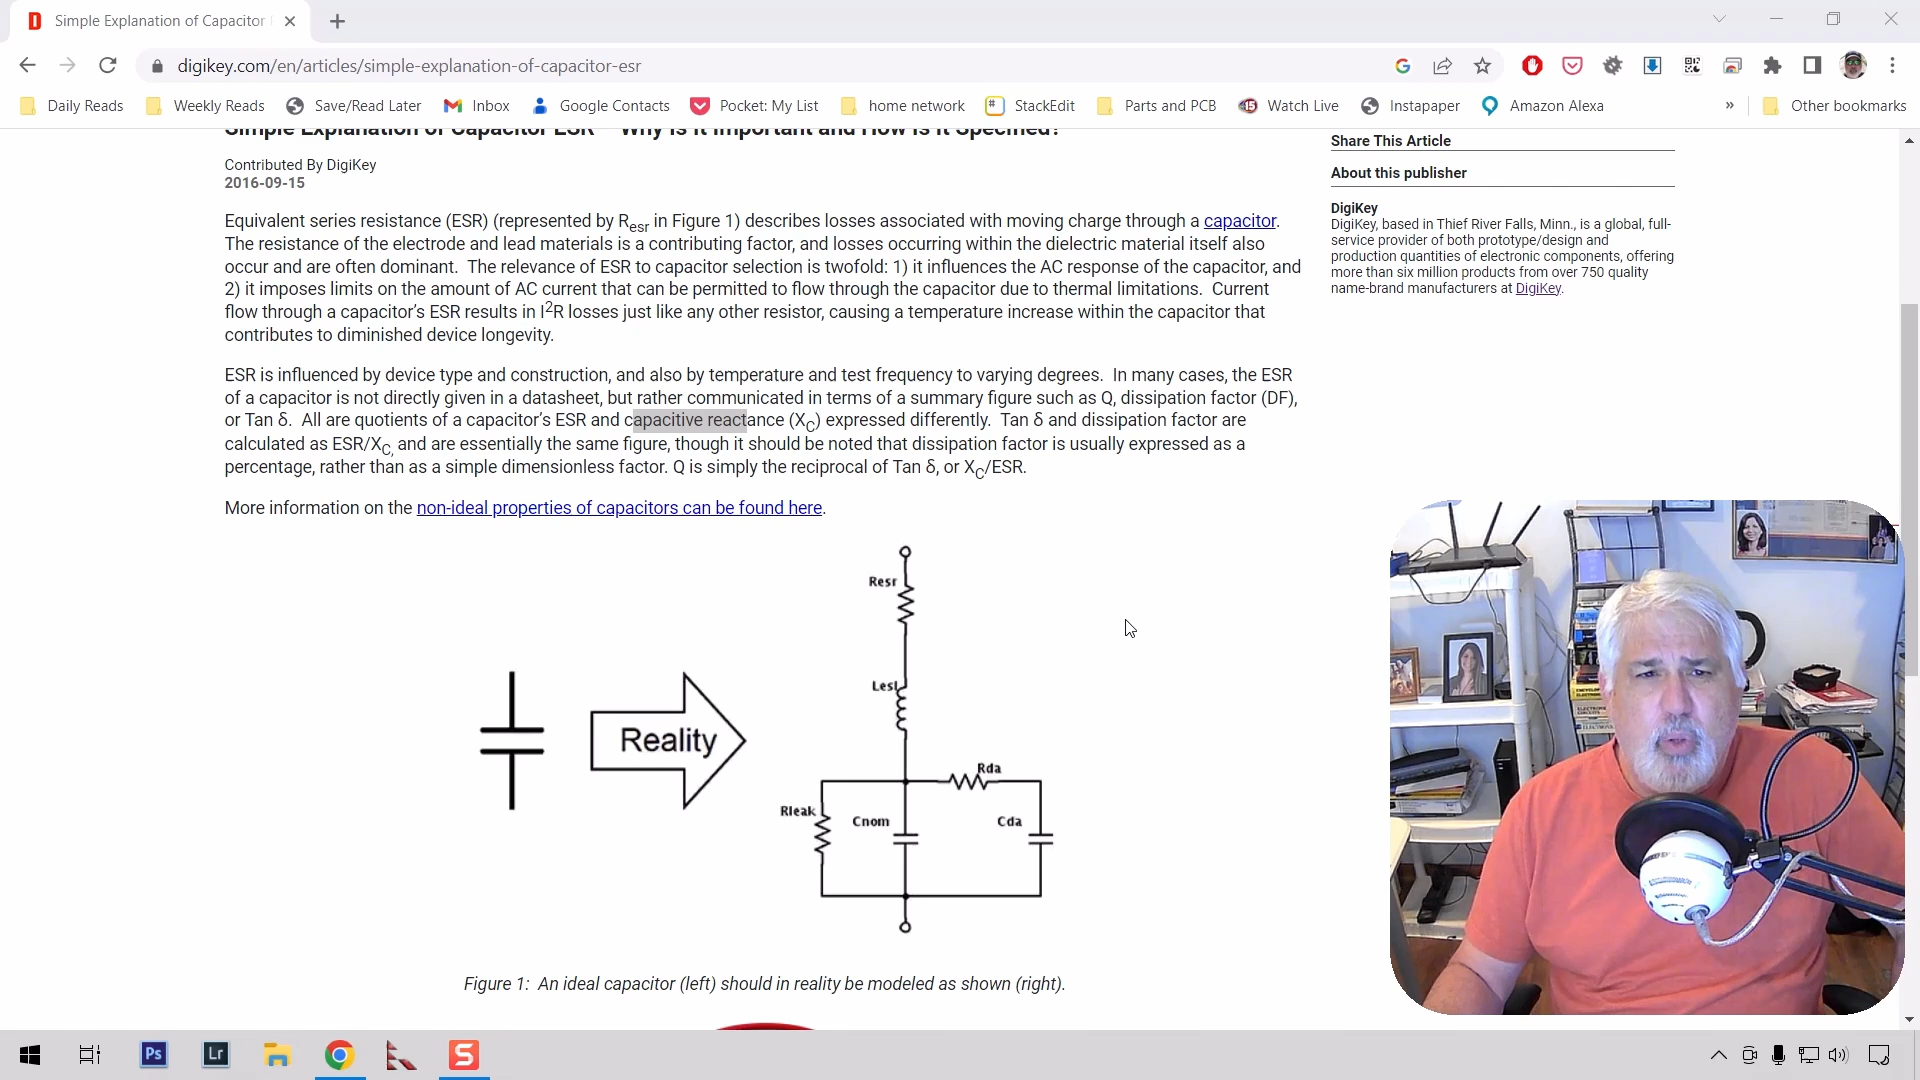 Simple Explanation of Capacitor
digikey.com/en/articles/simple-explanation-of-capacitor-esr
Daily Reads
Weekly Reads
Save/Read Later
Inbox
Google Contacts
Pocket: My List
home network
StackEdit
Parts and PCB
Watch Live
Instapaper
Amazon Alexa
»
Other bookmarks
Simple Explanation of Capacitor ESR – Why Is It Important and How Is It Specified?
Contributed By DigiKey
2016-09-15
Equivalent series resistance (ESR) (represented by Resr in Figure 1) describes losses associated with moving charge through a capacitor.
The resistance of the electrode and lead materials is a contributing factor, and losses occurring within the dielectric material itself also
occur and are often dominant. The relevance of ESR to capacitor selection is twofold: 1) it influences the AC response of the capacitor, and
2) it imposes limits on the amount of AC current that can be permitted to flow through the capacitor due to thermal limitations. Current
flow through a capacitor's ESR results in I2R losses just like any other resistor, causing a temperature increase within the capacitor that
contributes to diminished device longevity.
ESR is influenced by device type and construction, and also by temperature and test frequency to varying degrees. In many cases, the ESR
of a capacitor is not directly given in a datasheet, but rather communicated in terms of a summary figure such as Q, dissipation factor (DF),
or Tan δ. All are quotients of a capacitor's ESR and capacitive reactance (XC) expressed differently. Tan δ and dissipation factor are
calculated as ESR/XC, and are essentially the same figure, though it should be noted that dissipation factor is usually expressed as a
percentage, rather than as a simple dimensionless factor. Q is simply the reciprocal of Tan δ, or XC/ESR.
More information on the non-ideal properties of capacitors can be found here.
Share This Article
About this publisher
DigiKey
DigiKey, based in Thief River Falls, Minn., is a global, full-
service provider of both prototype/design and
production quantities of electronic components, offering
more than six million products from over 750 quality
name-brand manufacturers at DigiKey.
Resr
Lesl
Reality
Rda
Rleak
Cnom
Cda
Figure 1: An ideal capacitor (left) should in reality be modeled as shown (right).
Ps
Lr
S